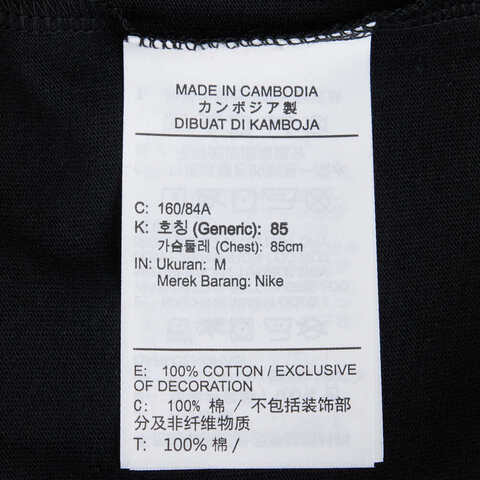 MADE IN CAMBODIA
カンボジア製
DIBUAT DI KAMBOJA
C: 160/84A
K: 호칭 (Generic): 85
가슴둘레 (Chest): 85cm
IN: Ukuran: M
Merek Barang: Nike
E: 100% COTTON / EXCLUSIVE
OF DECORATION
C: 100% 棉 / 不包括装饰部
分及非纤维物质
T: 100% 棉 /